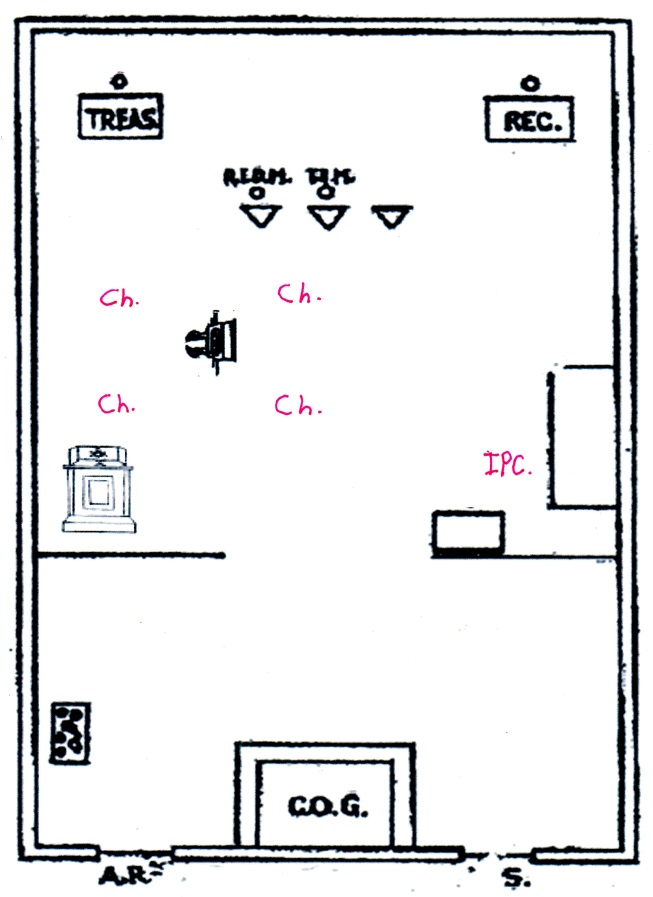 TREAS.
REC.
Ch.
Ch.
Ch.
Ch.
IPC.
C.O.G.
A.R.
S.